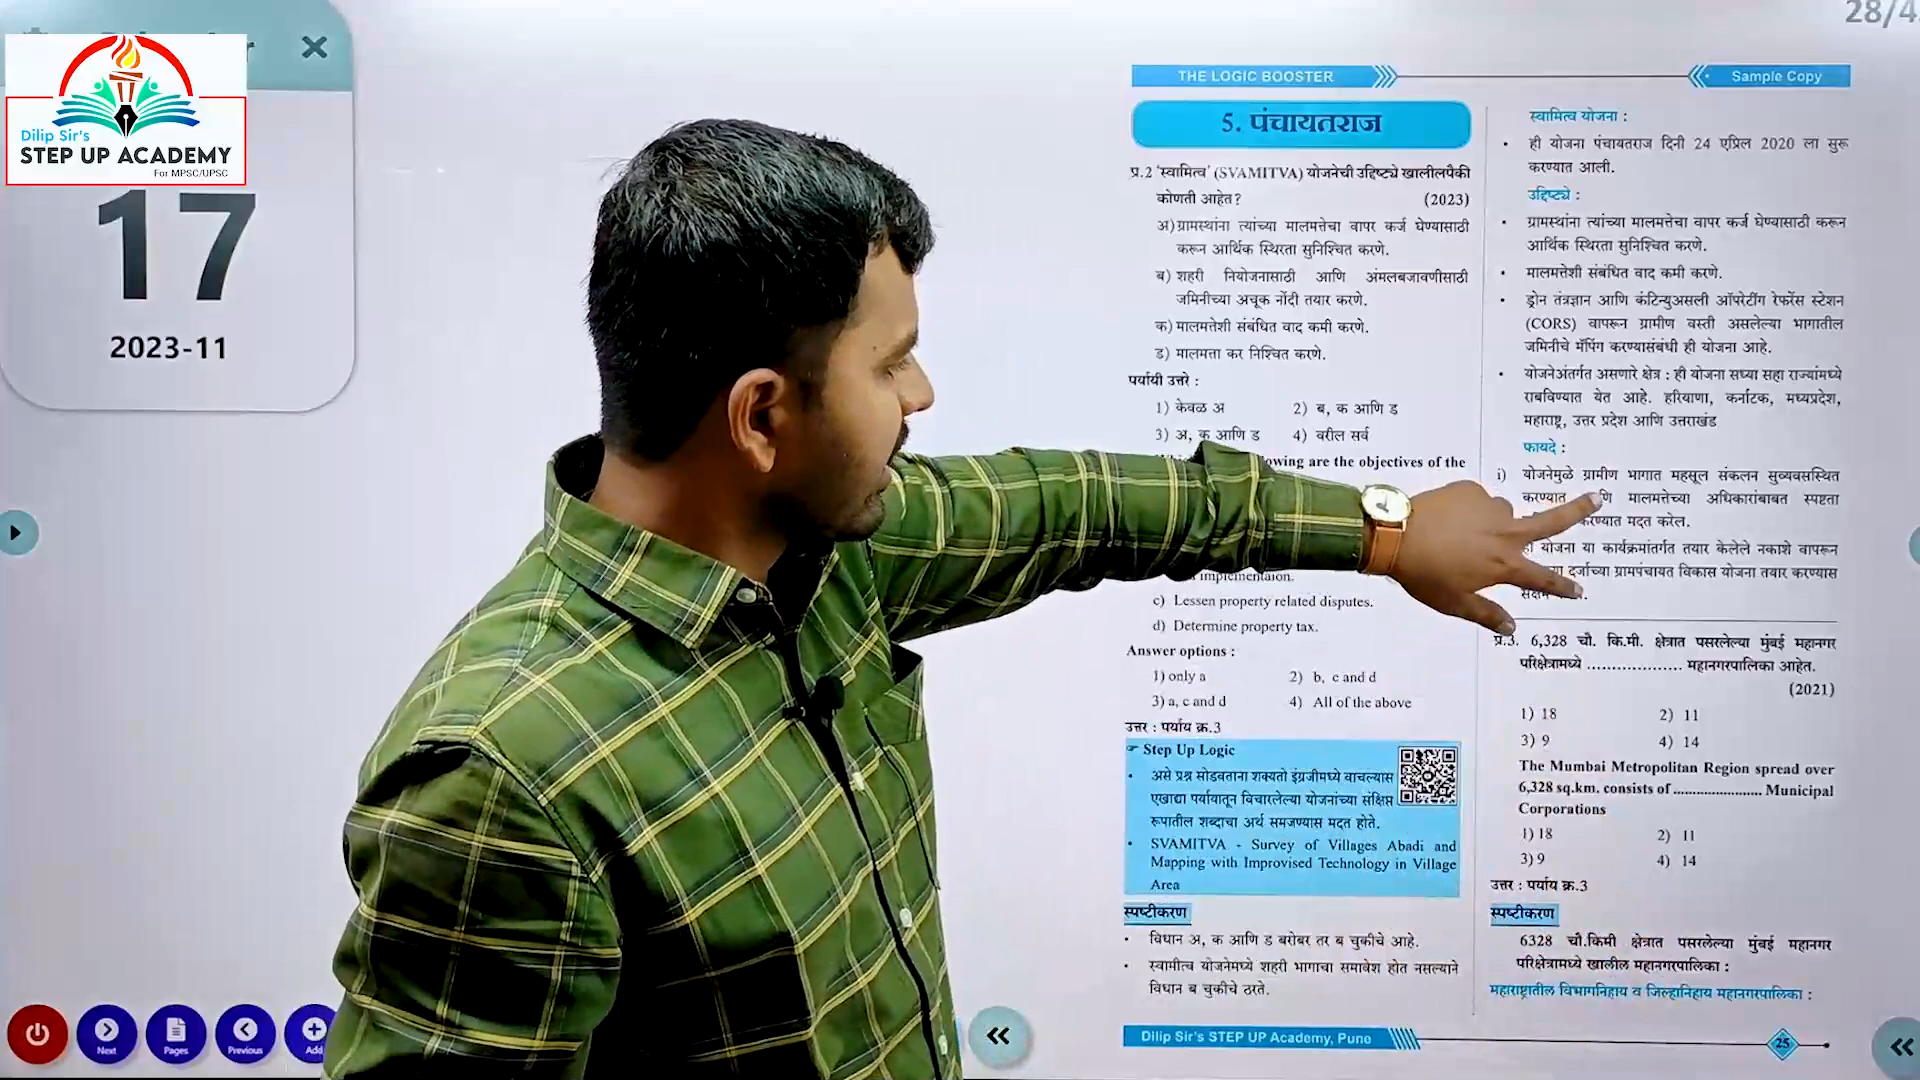 28/4
Dilip Sir's
STEP UP ACADEMY
For MPSC/UPSC
17
2023-11
Next
Pages
Previous
Add
THE LOGIC BOOSTER
Sample Copy
5. पंचायतराज
प्र.2 'स्वामित्व' (SVAMITVA) योजनेची उद्दिष्ट्ये खालीलपैकी
कोणती आहेत? (2023)
अ) ग्रामस्थांना त्यांच्या मालमत्तेचा वापर कर्ज घेण्यासाठी
करून आर्थिक स्थिरता सुनिश्चित करणे.
ब) शहरी नियोजनासाठी आणि अंमलबजावणीसाठी
जमिनीच्या अचूक नोंदी तयार करणे.
क) मालमत्तेशी संबंधित वाद कमी करणे.
ड) मालमत्ता कर निश्चित करणे.
पर्यायी उत्तरे :
1) केवळ अ 2) ब, क आणि ड
3) अ, क आणि ड 4) वरील सर्व
owing are the objectives of the
implementaion.
c) Lessen property related disputes.
d) Determine property tax.
Answer options :
1) only a 2) b, c and d
3) a, c and d 4) All of the above
उत्तर : पर्याय क्र.3
☞ Step Up Logic
• असे प्रश्न सोडवताना शक्यतो इंग्रजीमध्ये वाचल्यास
एखाद्या पर्यायातून विचारलेल्या योजनांच्या संक्षिप्त
रूपातील शब्दाचा अर्थ समजण्यास मदत होते.
• SVAMITVA - Survey of Villages Abadi and
Mapping with Improvised Technology in Village
Area
स्पष्टीकरण
• विधान अ, क आणि ड बरोबर तर ब चुकीचे आहे.
• स्वामीत्व योजनेमध्ये शहरी भागाचा समावेश होत नसल्याने
विधान ब चुकीचे ठरते.
स्वामित्व योजना :
• ही योजना पंचायतराज दिनी 24 एप्रिल 2020 ला सुरू
करण्यात आली.
उद्दिष्ट्ये :
• ग्रामस्थांना त्यांच्या मालमत्तेचा वापर कर्ज घेण्यासाठी करून
आर्थिक स्थिरता सुनिश्चित करणे.
• मालमत्तेशी संबंधित वाद कमी करणे.
• ड्रोन तंत्रज्ञान आणि कंटिन्युअसली ऑपरेटींग रेफरेंस स्टेशन
(CORS) वापरून ग्रामीण वस्ती असलेल्या भागातील
जमिनीचे मॅपिंग करण्यासंबंधी ही योजना आहे.
• योजनेअंतर्गत असणारे क्षेत्र : ही योजना सध्या सहा राज्यांमध्ये
राबविण्यात येत आहे. हरियाणा, कर्नाटक, मध्यप्रदेश,
महाराष्ट्र, उत्तर प्रदेश आणि उत्तराखंड
फायदे :
i) योजनेमुळे ग्रामीण भागात महसूल संकलन सुव्यवसस्थित
करण्यात मालमत्तेच्या अधिकारांबाबत स्पष्टता
करण्यात मदत करेल.
योजना या कार्यक्रमांतर्गत तयार केलेले नकाशे वापरून
दर्जाच्या ग्रामपंचायत विकास योजना तयार करण्यास
प्र.3. 6,328 चौ. कि.मी. क्षेत्रात पसरलेल्या मुंबई महानगर
परिक्षेत्रामध्ये ................... महानगरपालिका आहेत.
(2021)
1) 18 2) 11
3) 9 4) 14
The Mumbai Metropolitan Region spread over
6,328 sq.km. consists of ...................... Municipal
Corporations
1) 18 2) 11
3) 9 4) 14
उत्तर : पर्याय क्र.3
स्पष्टीकरण
6328 चौ.किमी क्षेत्रात पसरलेल्या मुंबई महानगर
परिक्षेत्रामध्ये खालील महानगरपालिका :
महाराष्ट्रातील विभागनिहाय व जिल्हानिहाय महानगरपालिका :
Dilip Sir's STEP UP Academy, Pune
25